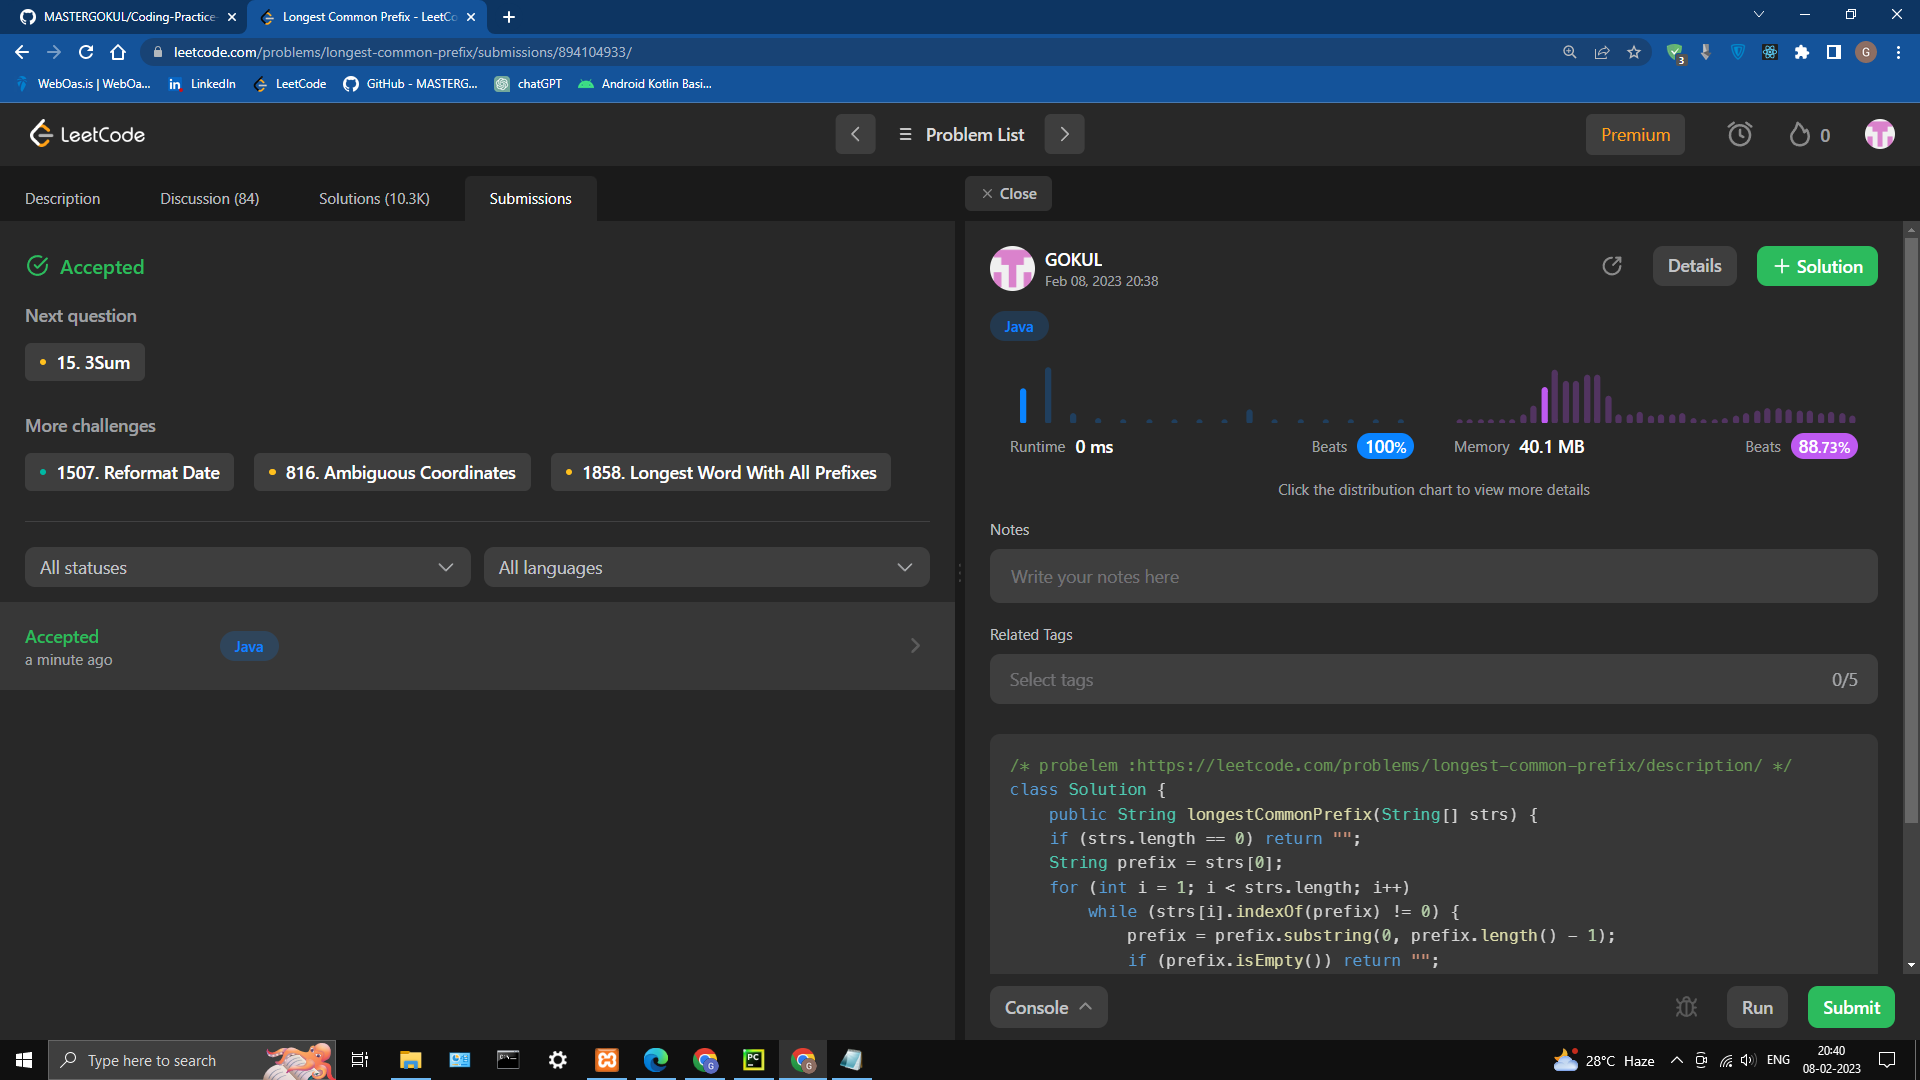 MASTERGOKUL/Coding-Practice-
Longest Common Prefix - LeetCo
leetcode.com/problems/longest-common-prefix/submissions/894104933/
3
G
WebOas.is | WebOa...
LinkedIn
LeetCode
GitHub - MASTERG...
chatGPT
Android Kotlin Basi...
LeetCode
Problem List
Premium
0
Description
Discussion (84)
Solutions (10.3K)
Submissions
Close
Accepted
Next question
15. 3Sum
More challenges
1507. Reformat Date
816. Ambiguous Coordinates
1858. Longest Word With All Prefixes
All statuses
All languages
Accepted
a minute ago
Java
GOKUL
Feb 08, 2023 20:38
Details
+ Solution
Java
Runtime 0 ms
Beats 100%
Memory 40.1 MB
Beats 88.73%
Click the distribution chart to view more details
Notes
Write your notes here
Related Tags
Select tags
0/5
/* probelem :https://leetcode.com/problems/longest-common-prefix/description/ */
class Solution {
public String longestCommonPrefix(String[] strs) {
if (strs.length == 0) return "";
String prefix = strs[0];
for (int i = 1; i < strs.length; i++)
while (strs[i].indexOf(prefix) != 0) {
prefix = prefix.substring(0, prefix.length() - 1);
if (prefix.isEmpty()) return "";
Console
Run
Submit
Type here to search
PC
28°C Haze
ENG
20:40
08-02-2023